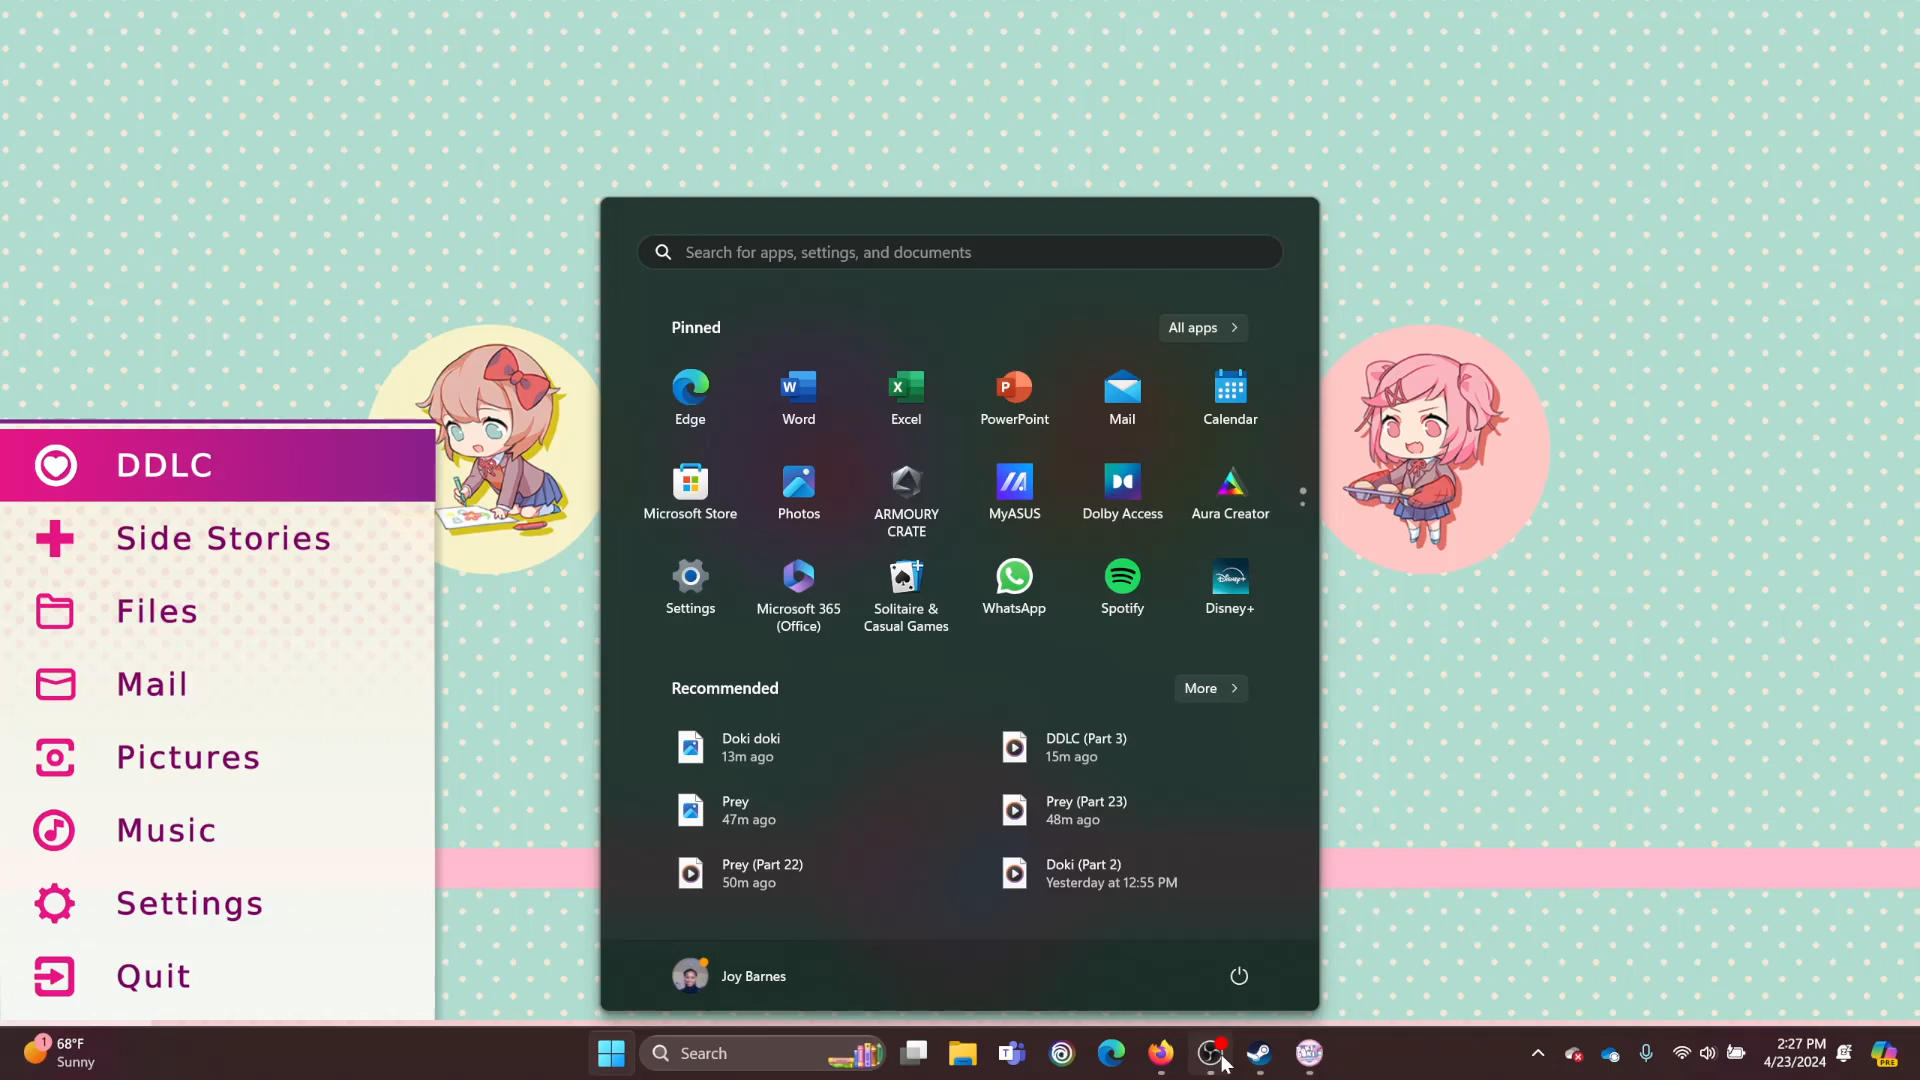 DDLC
Side Stories
Files
Mail
Pictures
Music
Settings
Quit
Search for apps, settings, and documents
Pinned
All apps
Edge
Word
Excel
PowerPoint
Mail
Calendar
Microsoft Store
Photos
ARMOURY
CRATE
MyASUS
Dolby Access
Aura Creator
Settings
Microsoft 365
(Office)
Solitaire &
Casual Games
WhatsApp
Spotify
Disney+
Recommended
More
Doki doki
13m ago
DDLC (Part 3)
15m ago
Prey
47m ago
Prey (Part 23)
48m ago
Prey (Part 22)
50m ago
Doki (Part 2)
Yesterday at 12:55 PM
Joy Barnes
1
68°F
Sunny
Search
2:27 PM
4/23/2024
PRE